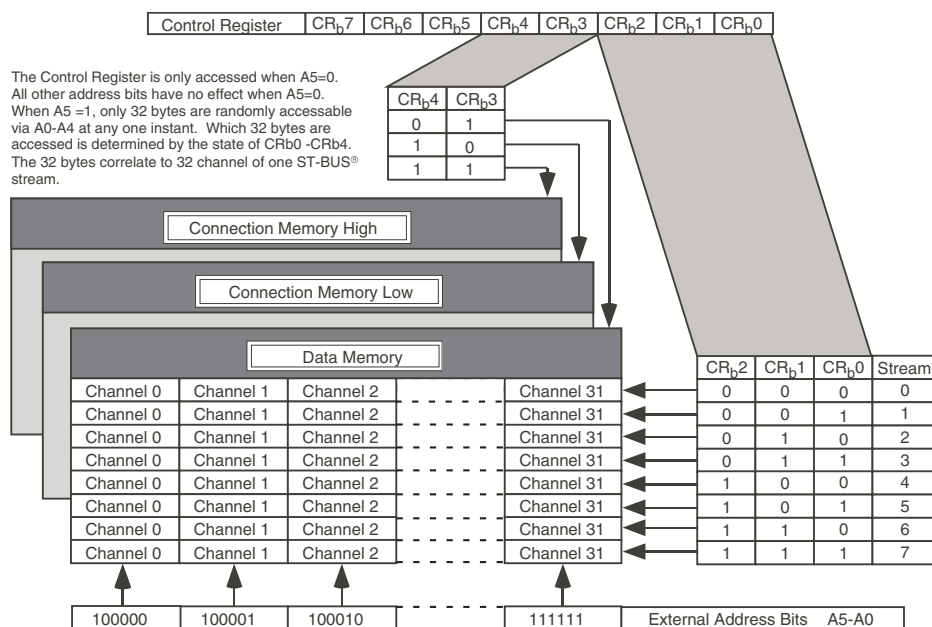 Control Register CRb7 CRb6 CRb5 CRb4 CRb3 CRb2 CRb1 CRb0
The Control Register is only accessed when A5=0.
All other address bits have no effect when A5=0.
When A5 =1, only 32 bytes are randomly accessable
via A0-A4 at any one instant. Which 32 bytes are
accessed is determined by the state of CRb0 -CRb4.
The 32 bytes correlate to 32 channel of one ST-BUS®
stream.
CRb4 CRb3
0 1
1 0
1 1
Connection Memory High
Connection Memory Low
Data Memory
CRb2 CRb1 CRb0 Stream
Channel 0 Channel 1 Channel 2 Channel 31 0 0 0 0
Channel 0 Channel 1 Channel 2 Channel 31 0 0 1 1
Channel 0 Channel 1 Channel 2 Channel 31 0 1 0 2
Channel 0 Channel 1 Channel 2 Channel 31 0 1 1 3
Channel 0 Channel 1 Channel 2 Channel 31 1 0 0 4
Channel 0 Channel 1 Channel 2 Channel 31 1 0 1 5
Channel 0 Channel 1 Channel 2 Channel 31 1 1 0 6
Channel 0 Channel 1 Channel 2 Channel 31 1 1 1 7
100000 100001 100010 111111 External Address Bits A5-A0